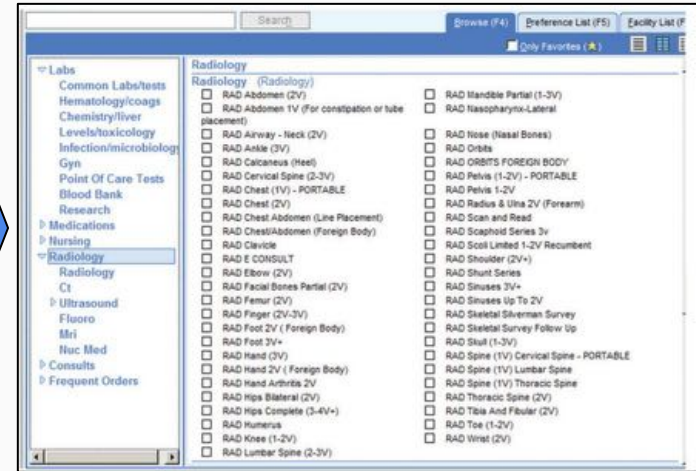 Search
Browse (F4)
Preference List (F5)
Facility List (F
Only Favorites ( )
Labs
Common Labs/tests
Hematology/coags
Chemistry/liver
Levels/toxicology
Infection/microbiology
Gyn
Point Of Care Tests
Blood Bank
Research
Medications
Nursing
Radiology
Radiology
Ct
Ultrasound
Fluoro
Mri
Nuc Med
Consults
Frequent Orders
Radiology
Radiology (Radiology)
RAD Abdomen (2V)
RAD Abdomen 1V (For constipation or tube
placement)
RAD Airway - Neck (2V)
RAD Ankle (3V)
RAD Calcaneus (Heel)
RAD Cervical Spine (2-3V)
RAD Chest (1V) - PORTABLE
RAD Chest (2V)
RAD Chest Abdomen (Line Placement)
RAD Chest/Abdomen (Foreign Body)
RAD Clavicle
RAD E CONSULT
RAD Elbow (2V)
RAD Facial Bones Partial (2V)
RAD Femur (2V)
RAD Finger (2V-3V)
RAD Foot 2V ( Foreign Body)
RAD Foot 3V+
RAD Hand (3V)
RAD Hand 2V ( Foreign Body)
RAD Hand Arthritis 2V
RAD Hips Bilateral (2V)
RAD Hips Complete (3-4V+)
RAD Humerus
RAD Knee (1-2V)
RAD Lumbar Spine (2-3V)
RAD Mandible Partial (1-3V)
RAD Nasopharynx-Lateral
RAD Nose (Nasal Bones)
RAD Orbits
RAD ORBITS FOREIGN BODY
RAD Pelvis (1-2V) - PORTABLE
RAD Pelvis 1-2V
RAD Radius & Ulna 2V (Forearm)
RAD Scan and Read
RAD Scaphoid Series 3v
RAD Scoli Limited 1-2V Recumbent
RAD Shoulder (2V+)
RAD Shunt Series
RAD Sinuses 3V+
RAD Sinuses Up To 2V
RAD Skeletal Silverman Survey
RAD Skeletal Survey Follow Up
RAD Skull (1-3V)
RAD Spine (1V) Cervical Spine - PORTABLE
RAD Spine (1V) Lumbar Spine
RAD Spine (1V) Thoracic Spine
RAD Thoracic Spine (2V)
RAD Tibia And Fibular (2V)
RAD Toe (1-2V)
RAD Wrist (2V)